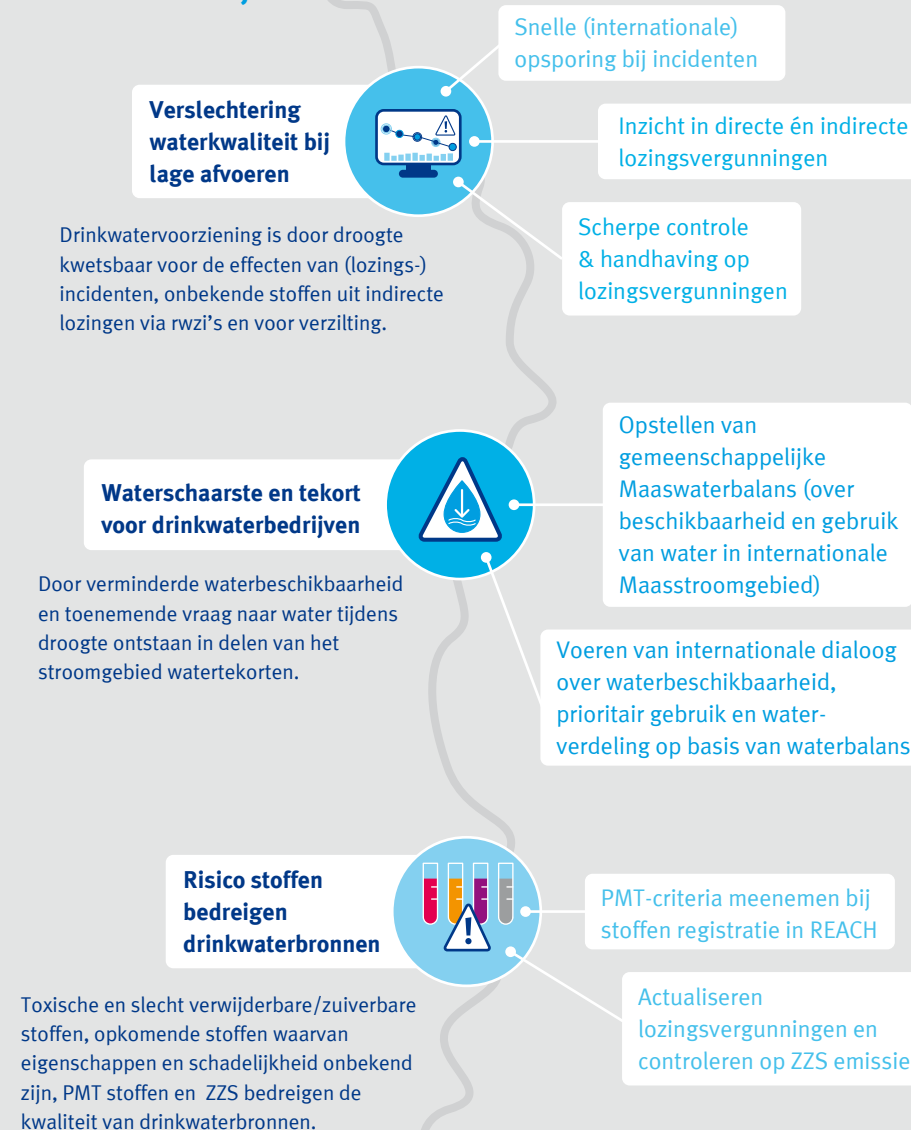 Snelle (internationale)
opsporing bij incidenten
Verslechtering
waterkwaliteit bij
lage afvoeren
Inzicht in directe én indirecte
lozingsvergunningen
Scherpe controle
& handhaving op
lozingsvergunningen
Drinkwatervoorziening is door droogte
kwetsbaar voor de effecten van (lozings-)
incidenten, onbekende stoffen uit indirecte
lozingen via rwzi's en voor verzilting.
Waterschaarste en tekort
voor drinkwaterbedrijven
Opstellen van
gemeenschappelijke
Maaswaterbalans (over
beschikbaarheid en gebruik
van water in internationale
Maasstroomgebied)
Door verminderde waterbeschikbaarheid
en toenemende vraag naar water tijdens
droogte ontstaan in delen van het
stroomgebied watertekorten.
Voeren van internationale dialoog
over waterbeschikbaarheid,
prioritair gebruik en water-
verdeling op basis van waterbalans
Risico stoffen
bedreigen
drinkwaterbronnen
PMT-criteria meenemen bij
stoffen registratie in REACH
Actualiseren
lozingsvergunningen en
controleren op ZZS emissie
Toxische en slecht verwijderbare/zuiverbare
stoffen, opkomende stoffen waarvan
eigenschappen en schadelijkheid onbekend
zijn, PMT stoffen en ZZS bedreigen de
kwaliteit van drinkwaterbronnen.